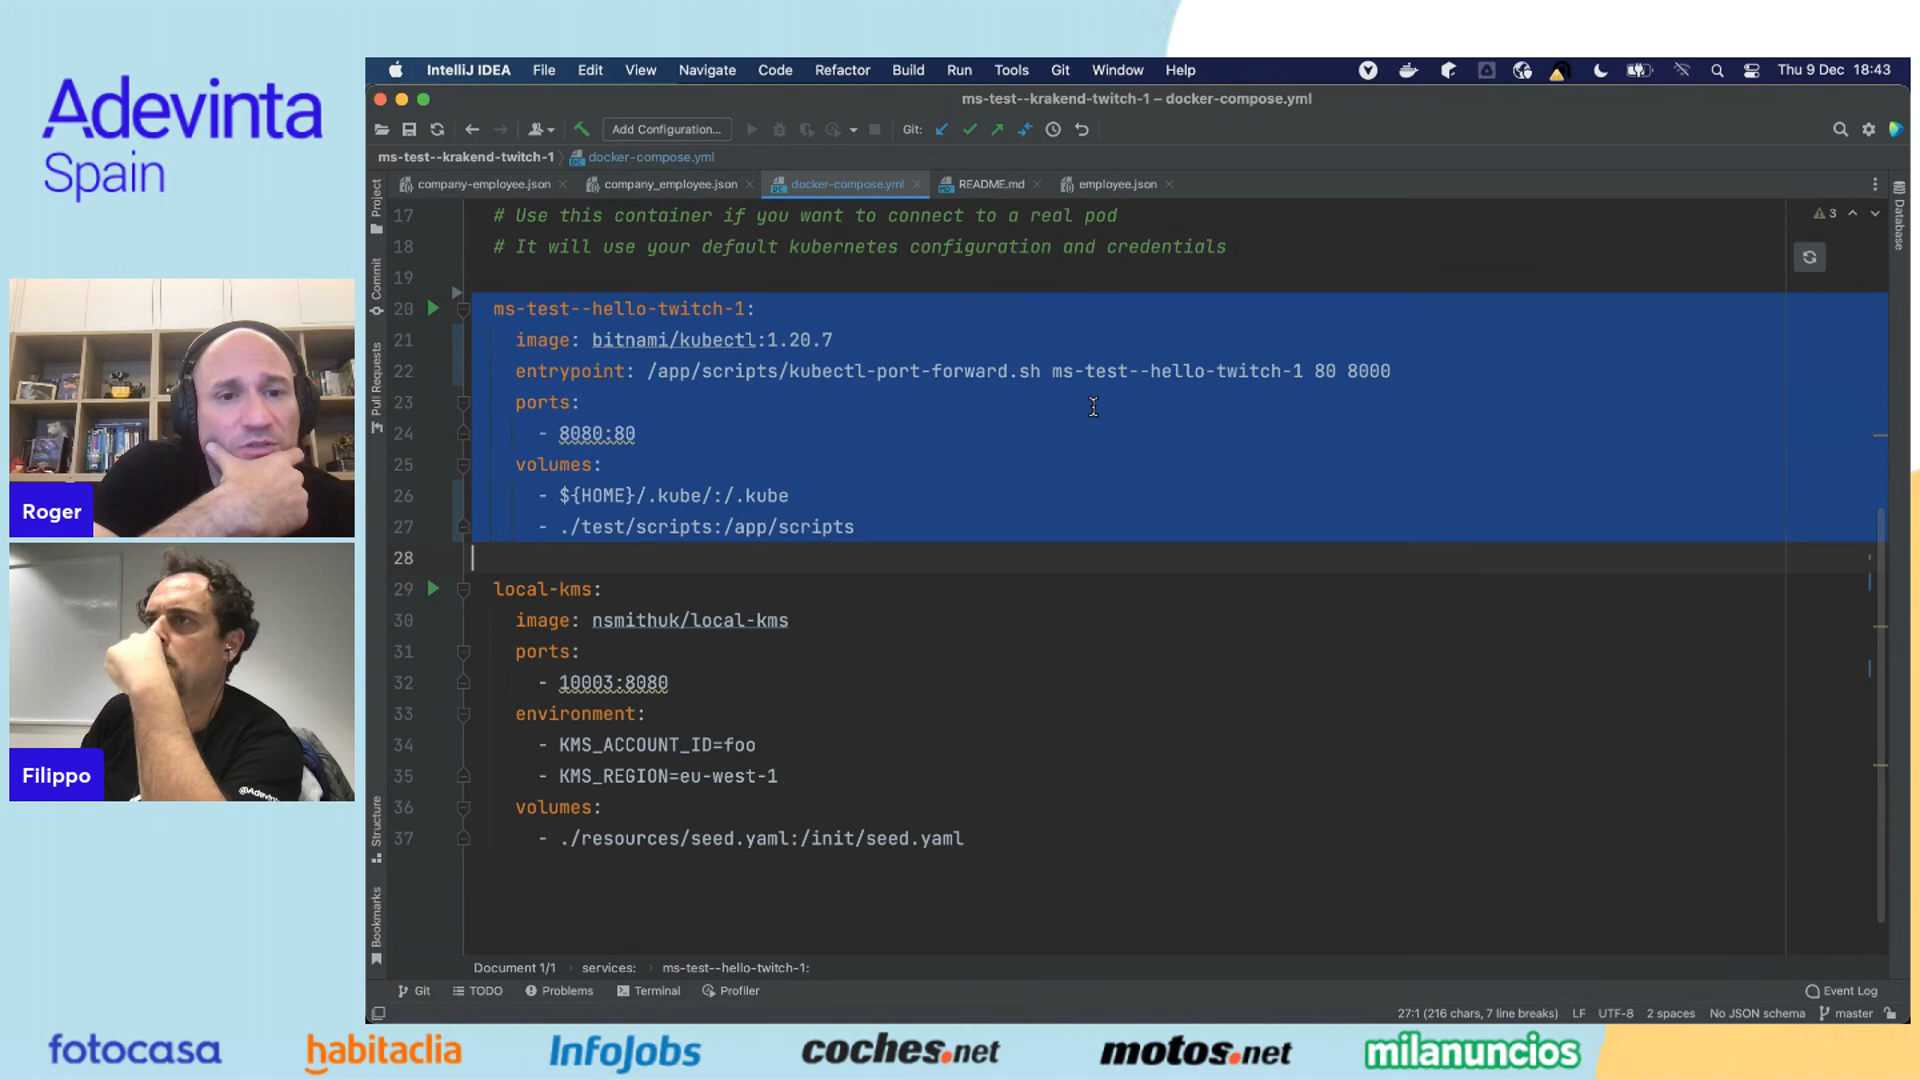 Adevinta
Spain
Roger
Filippo
@Adevinta
IntelliJ IDEA File Edit View Navigate Code Refactor Build Run Tools Git Window Help Thu 9 Dec 18:43
ms-test--krakend-twitch-1 – docker-compose.yml
Add Configuration... Git:
ms-test--krakend-twitch-1 docker-compose.yml
company-employee.json company_employee.json docker-compose.yml README.md employee.json
Project
Commit
Pull Requests
Structure
Bookmarks
Database
3
17 # Use this container if you want to connect to a real pod
18 # It will use your default kubernetes configuration and credentials
19
20 ms-test--hello-twitch-1:
21 image: bitnami/kubectl:1.20.7
22 entrypoint: /app/scripts/kubectl-port-forward.sh ms-test--hello-twitch-1 80 8000
23 ports:
24 - 8080:80
25 volumes:
26 - ${HOME}/.kube/:/.kube
27 - ./test/scripts:/app/scripts
28
29 local-kms:
30 image: nsmithuk/local-kms
31 ports:
32 - 10003:8080
33 environment:
34 - KMS_ACCOUNT_ID=foo
35 - KMS_REGION=eu-west-1
36 volumes:
37 - ./resources/seed.yaml:/init/seed.yaml
Document 1/1 services: ms-test--hello-twitch-1:
Git TODO Problems Terminal Profiler Event Log
27:1 (216 chars, 7 line breaks) LF UTF-8 2 spaces No JSON schema master
fotocasa habitaclia InfoJobs coches.net motos.net milanuncios